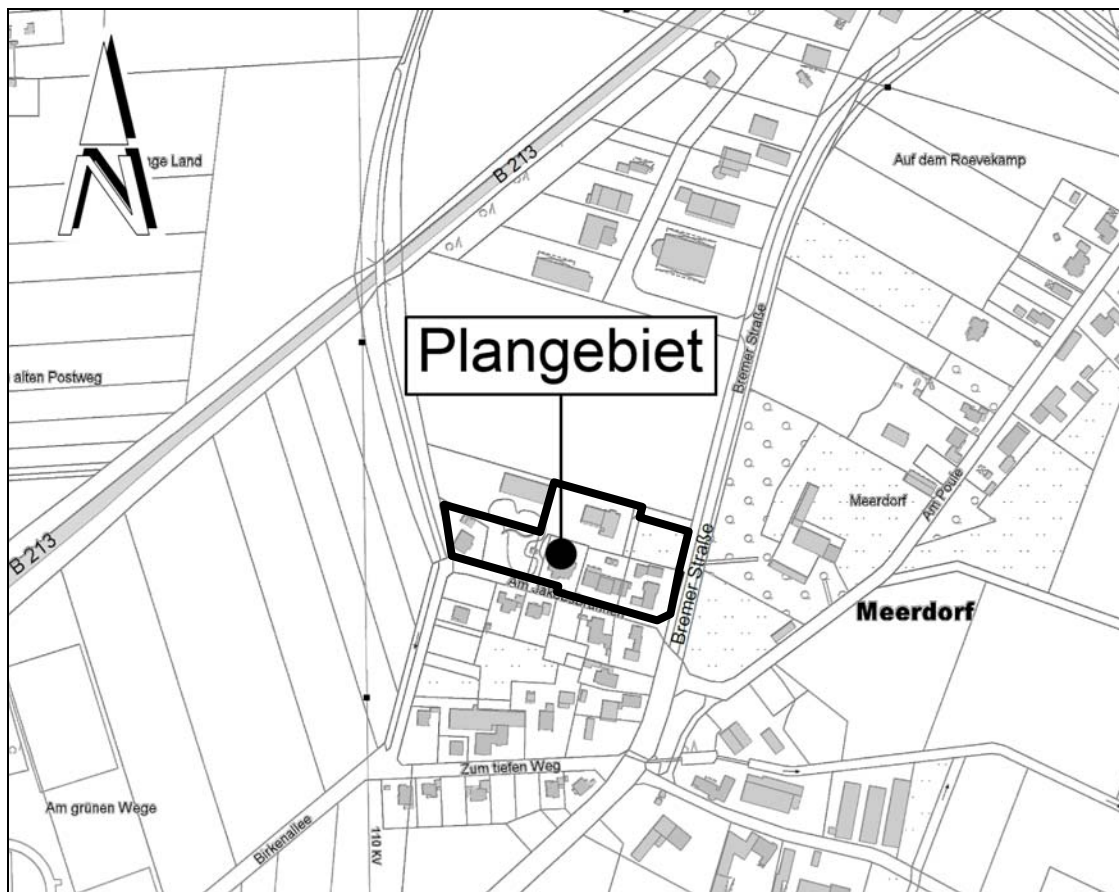 N
nge Land
B 213
Auf dem Roevekamp
Bremer Straße
Plangebiet
alten Postweg
Meerdorf
Am Poule
B 213
Bremer Straße
Meerdorf
Zum tiefen Weg
Am grünen Wege
Birkenallee
110 KV